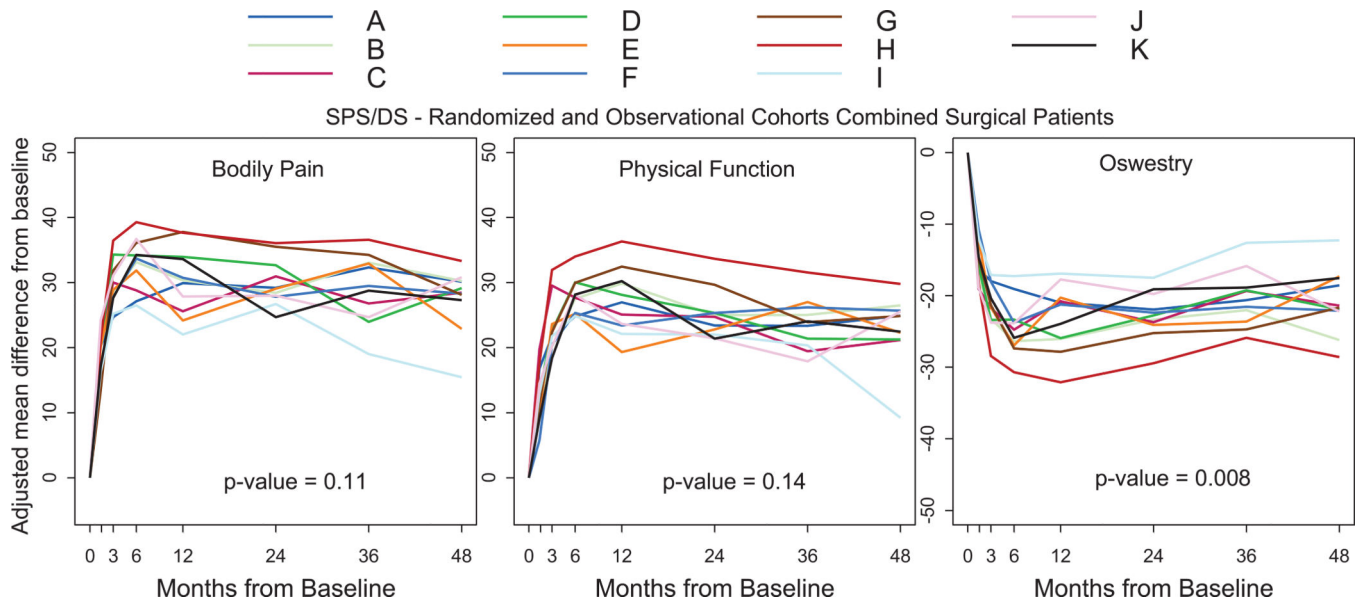 A D G J
B E H K
C F I
SPS/DS - Randomized and Observational Cohorts Combined Surgical Patients
Adjusted mean difference from baseline
Bodily Pain
50
40
30
20
10
0
p-value = 0.11
0 3 6 12 24 36 48
Months from Baseline
Physical Function
50
40
30
20
10
0
p-value = 0.14
0 3 6 12 24 36 48
Months from Baseline
Oswestry
0
-10
-20
-30
-40
-50
p-value = 0.008
0 3 6 12 24 36 48
Months from Baseline